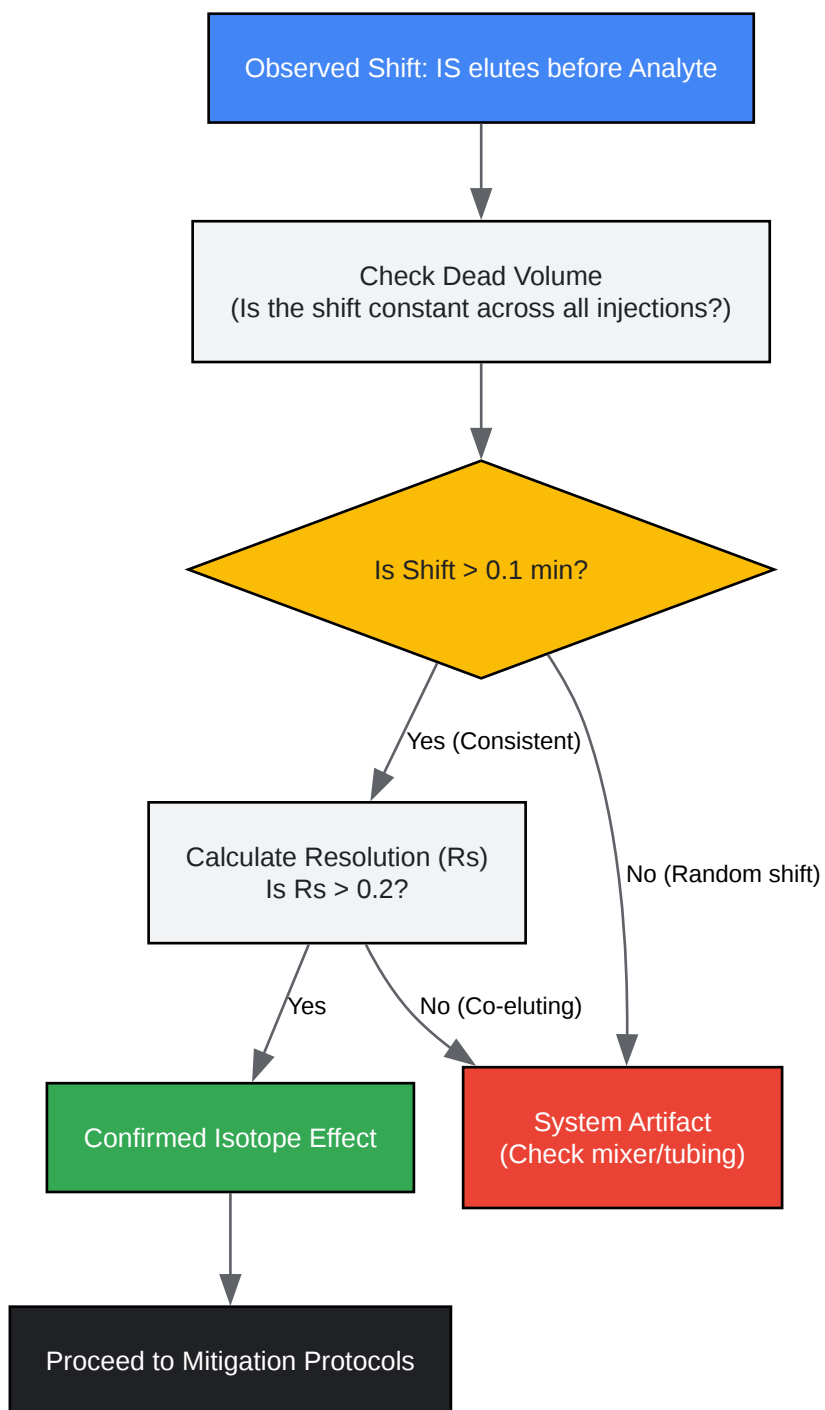 Observed Shift: IS elutes before Analyte
Check Dead Volume
(Is the shift constant across all injections?)
Is Shift > 0.1 min?
Yes (Consistent)
Calculate Resolution (Rs)
Is Rs > 0.2?
No (Random shift)
Yes
No (Co-eluting)
Confirmed Isotope Effect
System Artifact
(Check mixer/tubing)
Proceed to Mitigation Protocols